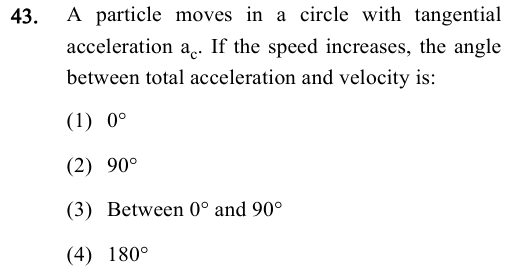 43. A particle moves in a circle with tangential
acceleration a_c. If the speed increases, the angle
between total acceleration and velocity is:
(1) 0°
(2) 90°
(3) Between 0° and 90°
(4) 180°